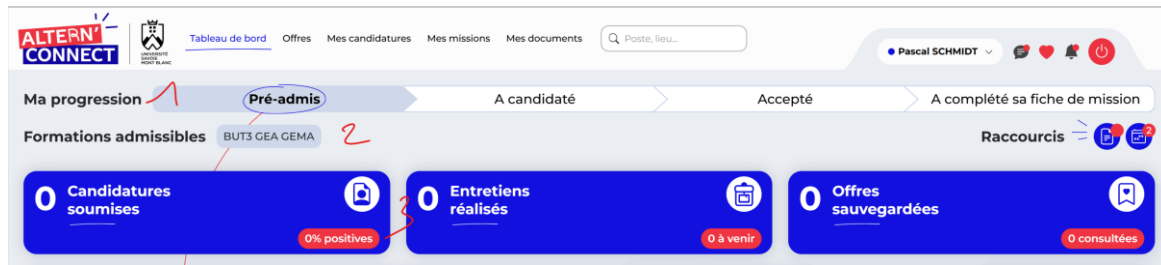 ALTERN'
CONNECT
UNIVERSITÉ
SAVOIE
MONT BLANC
Tableau de bord Offres Mes candidatures Mes missions Mes documents Poste, lieu...
Pascal SCHMIDT
Ma progression 1 Pré-admis A candidaté Accepté A complété sa fiche de mission
Formations admissibles BUT3 GEA GEMA 2 Raccourcis 2
0 Candidatures soumises 3 0 Entretiens réalisés 0 Offres sauvegardées
0% positives 0 à venir 0 consultées